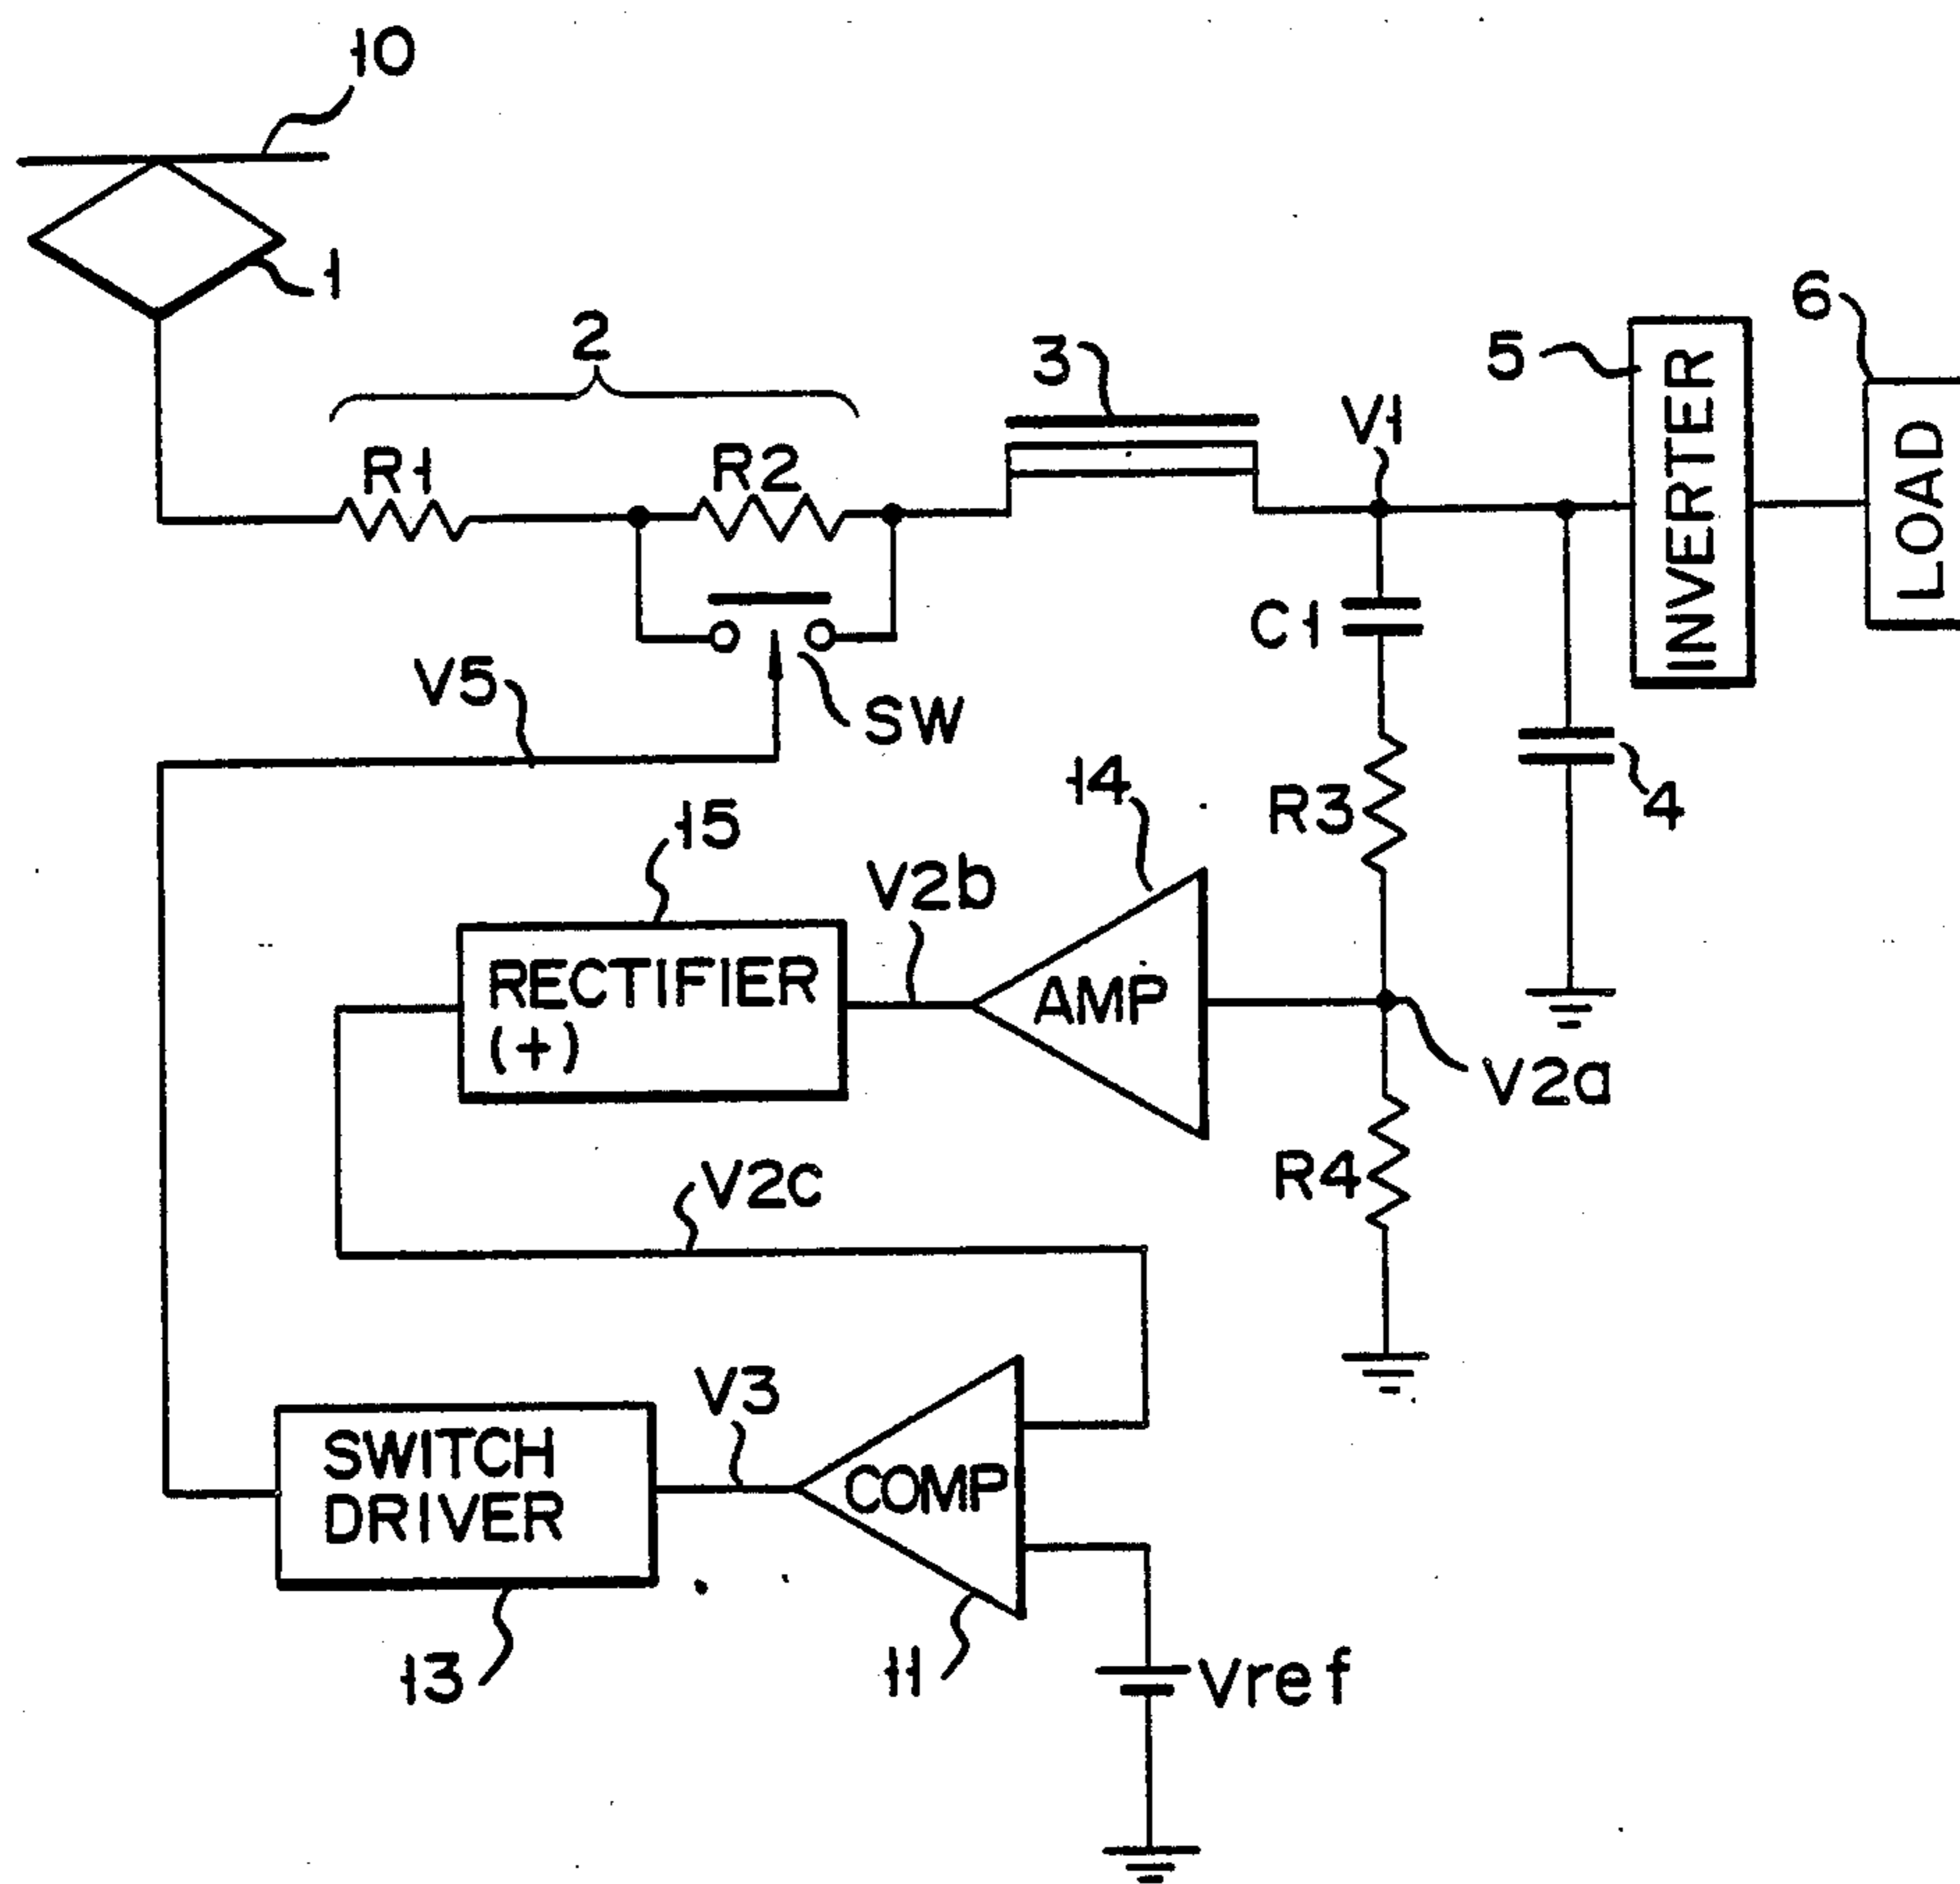 10
1
2
3
6
5
V1
R1
R2
INVERTER
LOAD
C1
V5
SW
14
R3
4
15
V2b
RECTIFIER
(+)
AMP
V2a
R4
V2c
V3
SWITCH
DRIVER
COMP
13
11
Vref